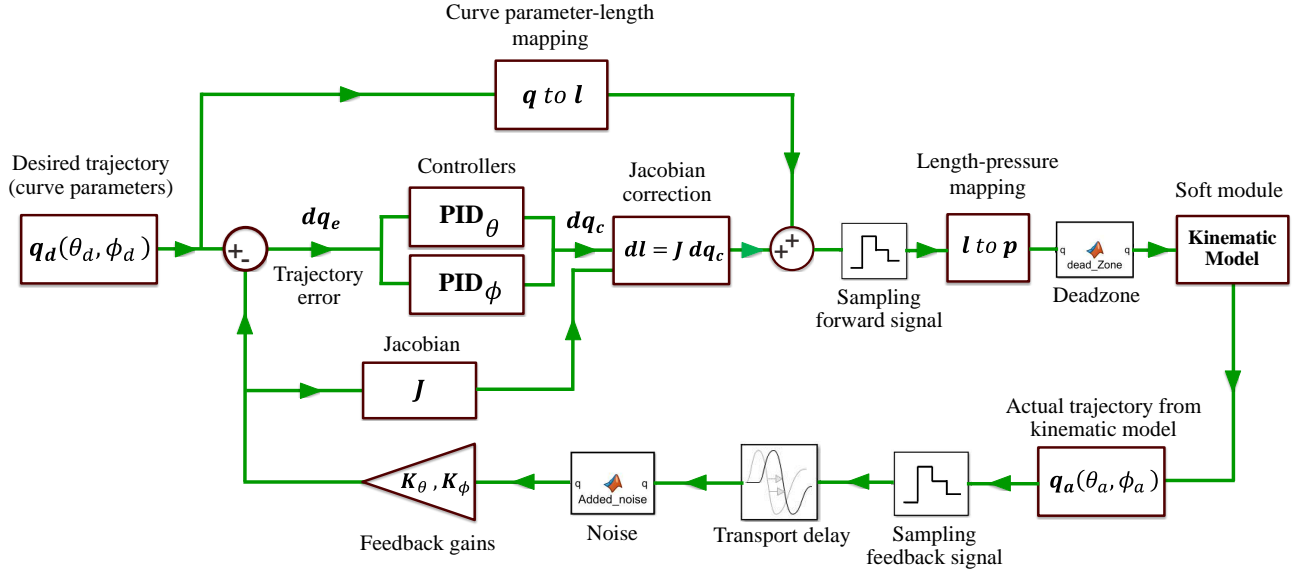 Curve parameter-length
mapping
q to l
Desired trajectory
(curve parameters)
q_d(θ_d, ϕ_d)
+
-
dq_e
Trajectory
error
Controllers
PID_θ
PID_ϕ
dq_c
Jacobian
correction
dl = J dq_c
+
+
Sampling
forward signal
Length-pressure
mapping
l to p
q
q
dead_Zone
Deadzone
Soft module
Kinematic
Model
Jacobian
J
Actual trajectory from
kinematic model
q_a(θ_a, ϕ_a)
Sampling
feedback signal
Transport delay
q
q
Added_noise
Noise
K_θ, K_ϕ
Feedback gains